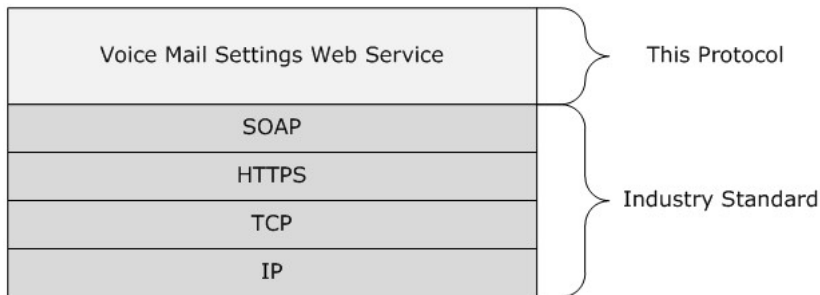 Voice Mail Settings Web Service
This Protocol
SOAP
HTTPS
TCP
IP
Industry Standard